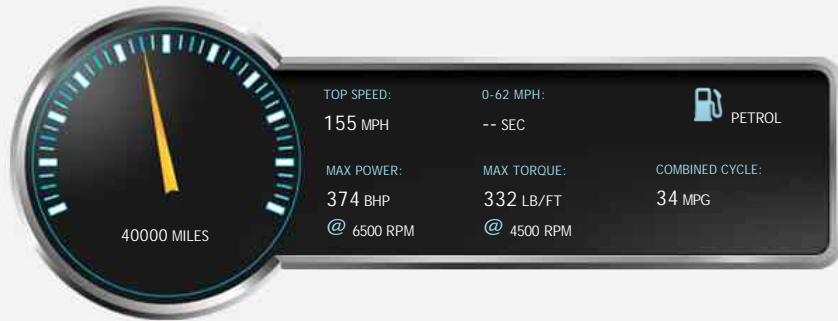 TOP SPEED:
155 MPH
0-62 MPH:
-- SEC
PETROL
MAX POWER:
374 BHP
@ 6500 RPM
MAX TORQUE:
332 LB/FT
@ 4500 RPM
COMBINED CYCLE:
34 MPG
40000 MILES